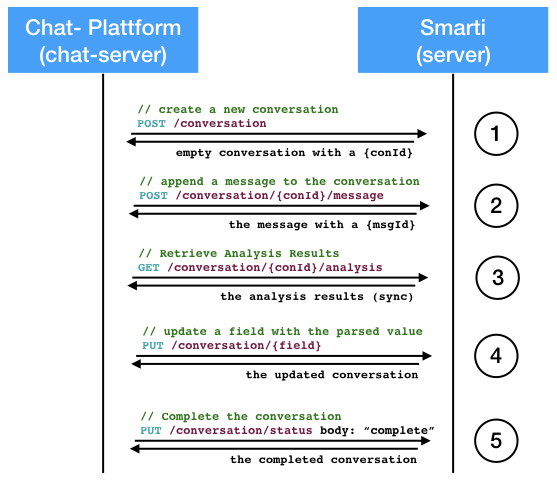 Chat- Plattform
(chat-server)
Smarti
(server)
// create a new conversation
POST /conversation
empty conversation with a {conId}
1
// append a message to the conversation
POST /conversation/{conId}/message
the message with a {msgId}
2
// Retrieve Analysis Results
GET /conversation/{conId}/analysis
the analysis results (sync)
3
// update a field with the parsed value
PUT /conversation/{field}
the updated conversation
4
// Complete the conversation
PUT /conversation/status body: “complete”
the completed conversation
5